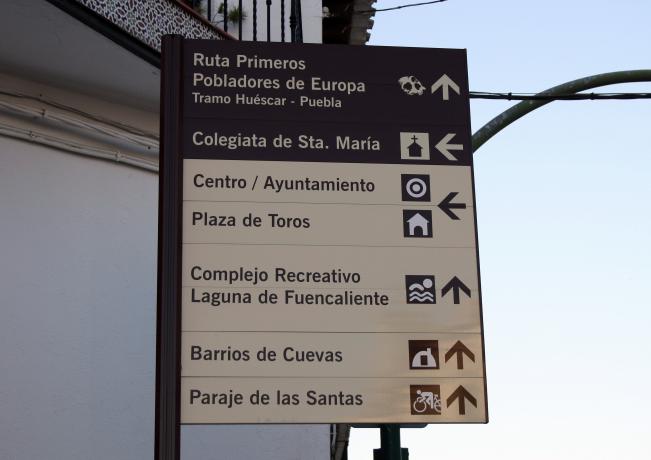 Ruta Primeros
Pobladores de Europa
Tramo Huéscar - Puebla
Colegiata de Sta. María
Centro / Ayuntamiento
Plaza de Toros
Complejo Recreativo
Laguna de Fuencaliente
Barrios de Cuevas
Paraje de las Santas